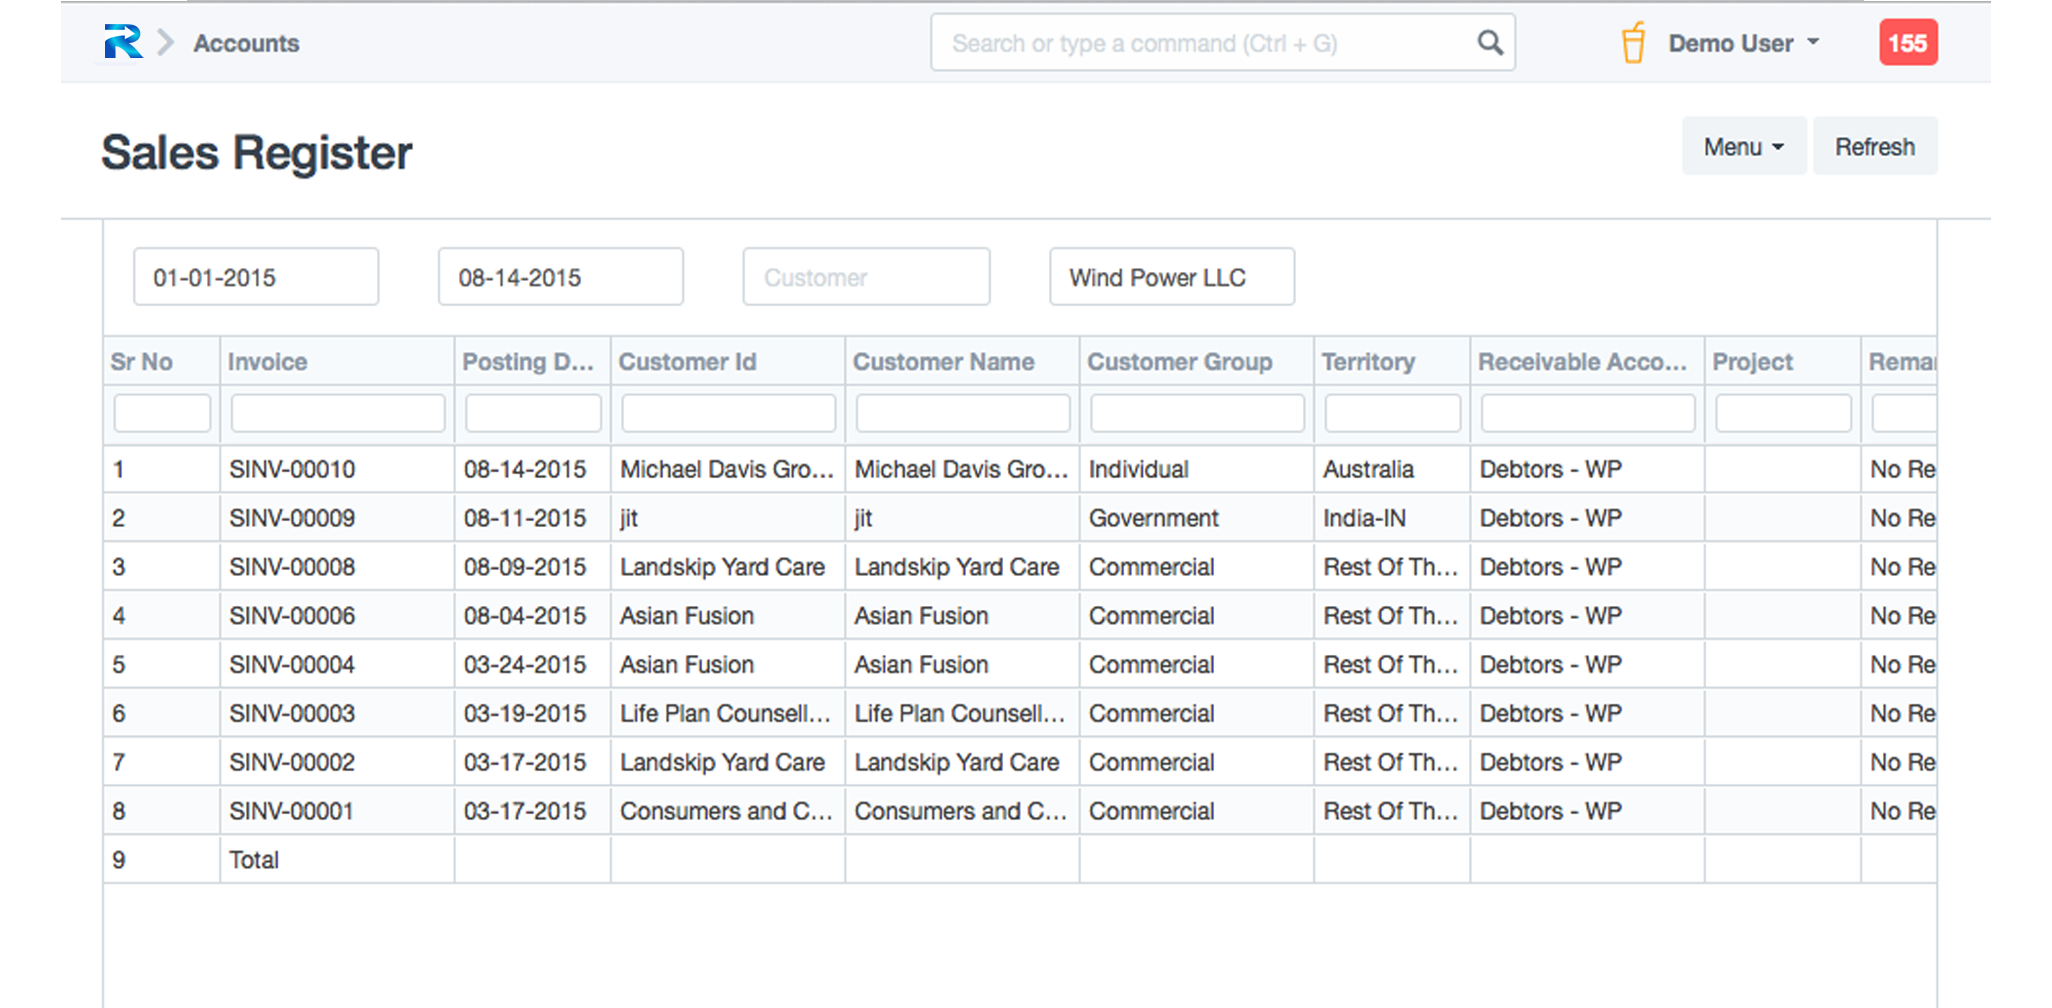 R Accounts Search or type a command (Ctrl + G) Demo User 155
Sales Register Menu Refresh
01-01-2015 08-14-2015 Customer Wind Power LLC
Sr No Invoice Posting D... Customer Id Customer Name Customer Group Territory Receivable Acco... Project Remar
1 SINV-00010 08-14-2015 Michael Davis Gro... Michael Davis Gro... Individual Australia Debtors - WP No Re
2 SINV-00009 08-11-2015 jit jit Government India-IN Debtors - WP No Re
3 SINV-00008 08-09-2015 Landskip Yard Care Landskip Yard Care Commercial Rest Of Th... Debtors - WP No Re
4 SINV-00006 08-04-2015 Asian Fusion Asian Fusion Commercial Rest Of Th... Debtors - WP No Re
5 SINV-00004 03-24-2015 Asian Fusion Asian Fusion Commercial Rest Of Th... Debtors - WP No Re
6 SINV-00003 03-19-2015 Life Plan Counsell... Life Plan Counsell... Commercial Rest Of Th... Debtors - WP No Re
7 SINV-00002 03-17-2015 Landskip Yard Care Landskip Yard Care Commercial Rest Of Th... Debtors - WP No Re
8 SINV-00001 03-17-2015 Consumers and C... Consumers and C... Commercial Rest Of Th... Debtors - WP No Re
9 Total